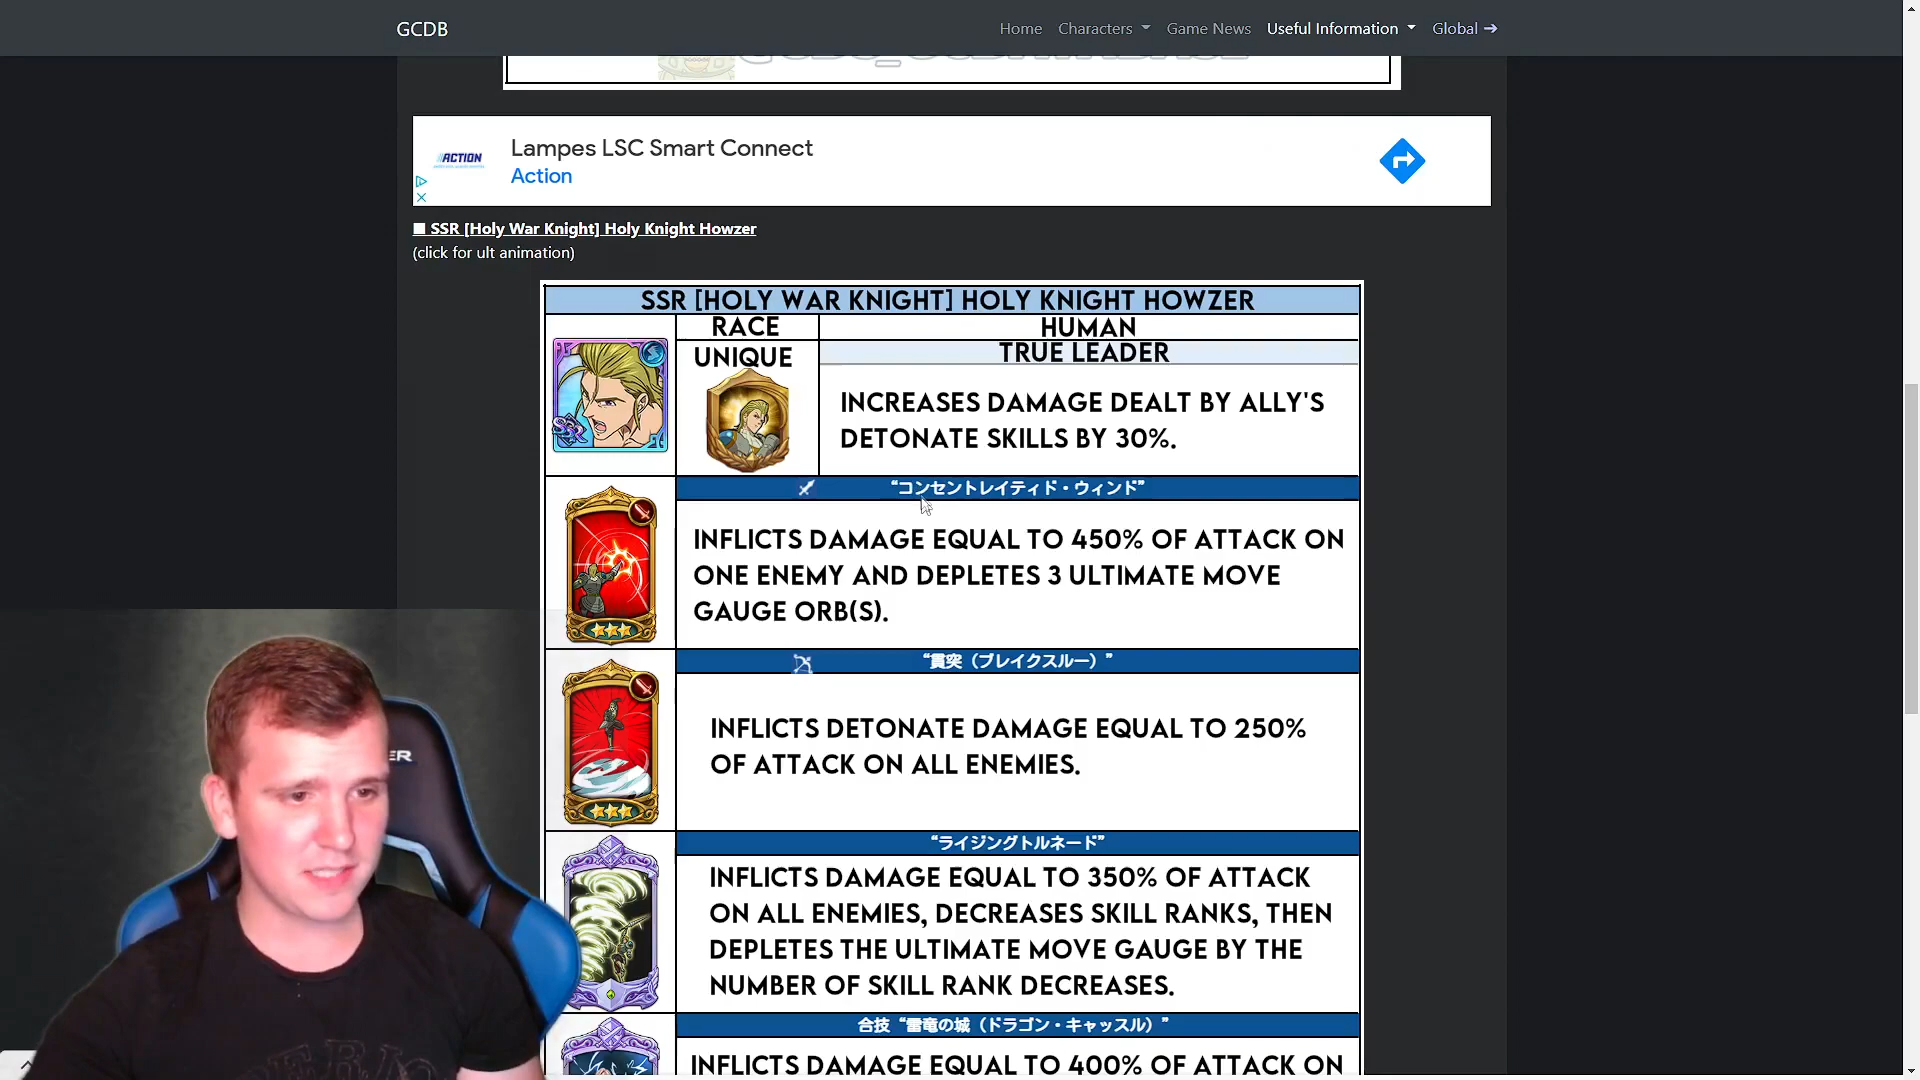 GCDB
Home
Characters
Game News
Useful Information
Global
ACTION
Lampes LSC Smart Connect
Action
■ SSR [Holy War Knight] Holy Knight Howzer
(click for ult animation)
SSR [HOLY WAR KNIGHT] HOLY KNIGHT HOWZER
RACE
HUMAN
UNIQUE
TRUE LEADER
INCREASES DAMAGE DEALT BY ALLY'S
DETONATE SKILLS BY 30%.
SSR
“コンセントレイティド・ウィンド”
INFLICTS DAMAGE EQUAL TO 450% OF ATTACK ON
ONE ENEMY AND DEPLETES 3 ULTIMATE MOVE
GAUGE ORB(S).
“貫突（ブレイクスルー）”
INFLICTS DETONATE DAMAGE EQUAL TO 250%
OF ATTACK ON ALL ENEMIES.
“ライジングトルネード”
INFLICTS DAMAGE EQUAL TO 350% OF ATTACK
ON ALL ENEMIES, DECREASES SKILL RANKS, THEN
DEPLETES THE ULTIMATE MOVE GAUGE BY THE
NUMBER OF SKILL RANK DECREASES.
合技 “雷竜の城（ドラゴン・キャッスル）”
INFLICTS DAMAGE EQUAL TO 400% OF ATTACK ON